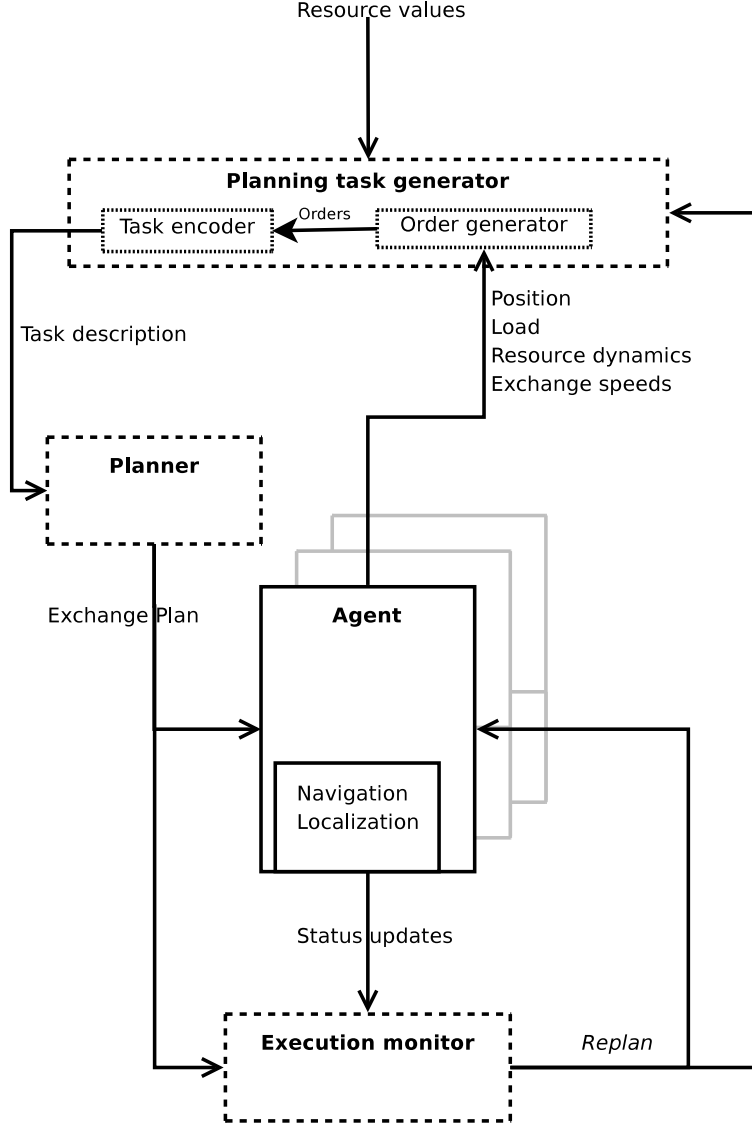 Resource values
Planning task generator
Task encoder
Orders
Order generator
Position
Load
Resource dynamics
Exchange speeds
Task description
Planner
Exchange Plan
Agent
Navigation
Localization
Status updates
Execution monitor
Replan